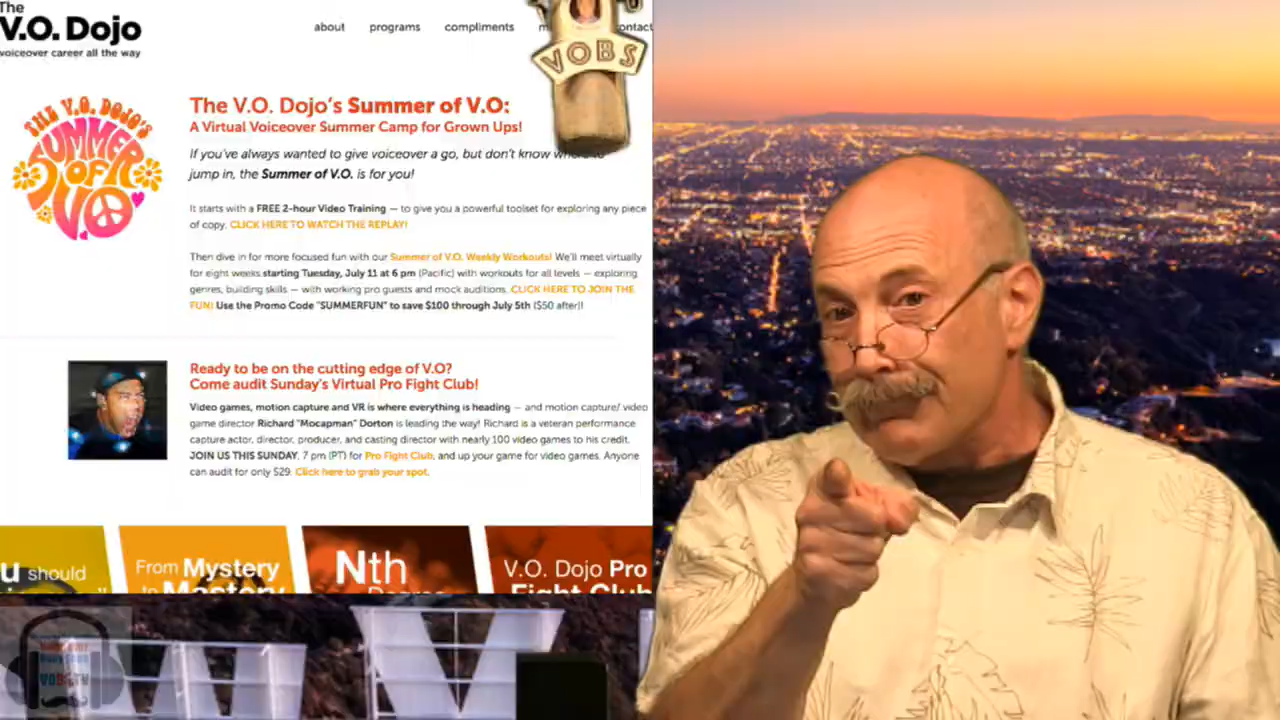 The
V.O. Dojo
voiceover career all the way
about programs compliments
VOBS
THE V.O. DOJO'S
SUMMER
OF
V.O
The V.O. Dojo's Summer of V.O:
A Virtual Voiceover Summer Camp for Grown Ups!
If you've always wanted to give voiceover a go, but don't know where to
jump in, the Summer of V.O. is for you!
It starts with a FREE 2-hour Video Training — to give you a powerful toolset for exploring any piece
of copy. CLICK HERE TO WATCH THE REPLAY!
Then dive in for more focused fun with our Summer of V.O. Weekly Workouts! We'll meet virtually
for eight weeks starting Tuesday, July 11 at 6 pm (Pacific) with workouts for all levels — exploring
genres, building skills — with working pro guests and mock auditions. CLICK HERE TO JOIN THE
FUN! Use the Promo Code "SUMMERFUN" to save $100 through July 5th ($50 after)!
Ready to be on the cutting edge of V.O?
Come audit Sunday's Virtual Pro Fight Club!
Video games, motion capture and VR is where everything is heading — and motion capture/ video
game director Richard "Mocapman" Dorton is leading the way! Richard is a veteran performance
capture actor, director, producer, and casting director with nearly 100 video games to his credit.
JOIN US THIS SUNDAY, 7 pm (PT) for Pro Fight Club, and up your game for video games. Anyone
can audit for only $29. Click here to grab your spot.
u should
From Mystery
to Mastery
Nth
Degree
V.O. Dojo Pro
Fight Club